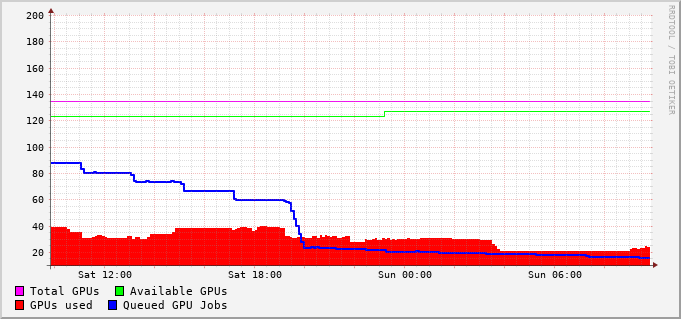 200
180
160
140
120
100
80
60
40
20
Sat 12:00 Sat 18:00 Sun 00:00 Sun 06:00
Total GPUs Available GPUs
GPUs used Queued GPU Jobs
RRDTOOL / TOBI OETIKER